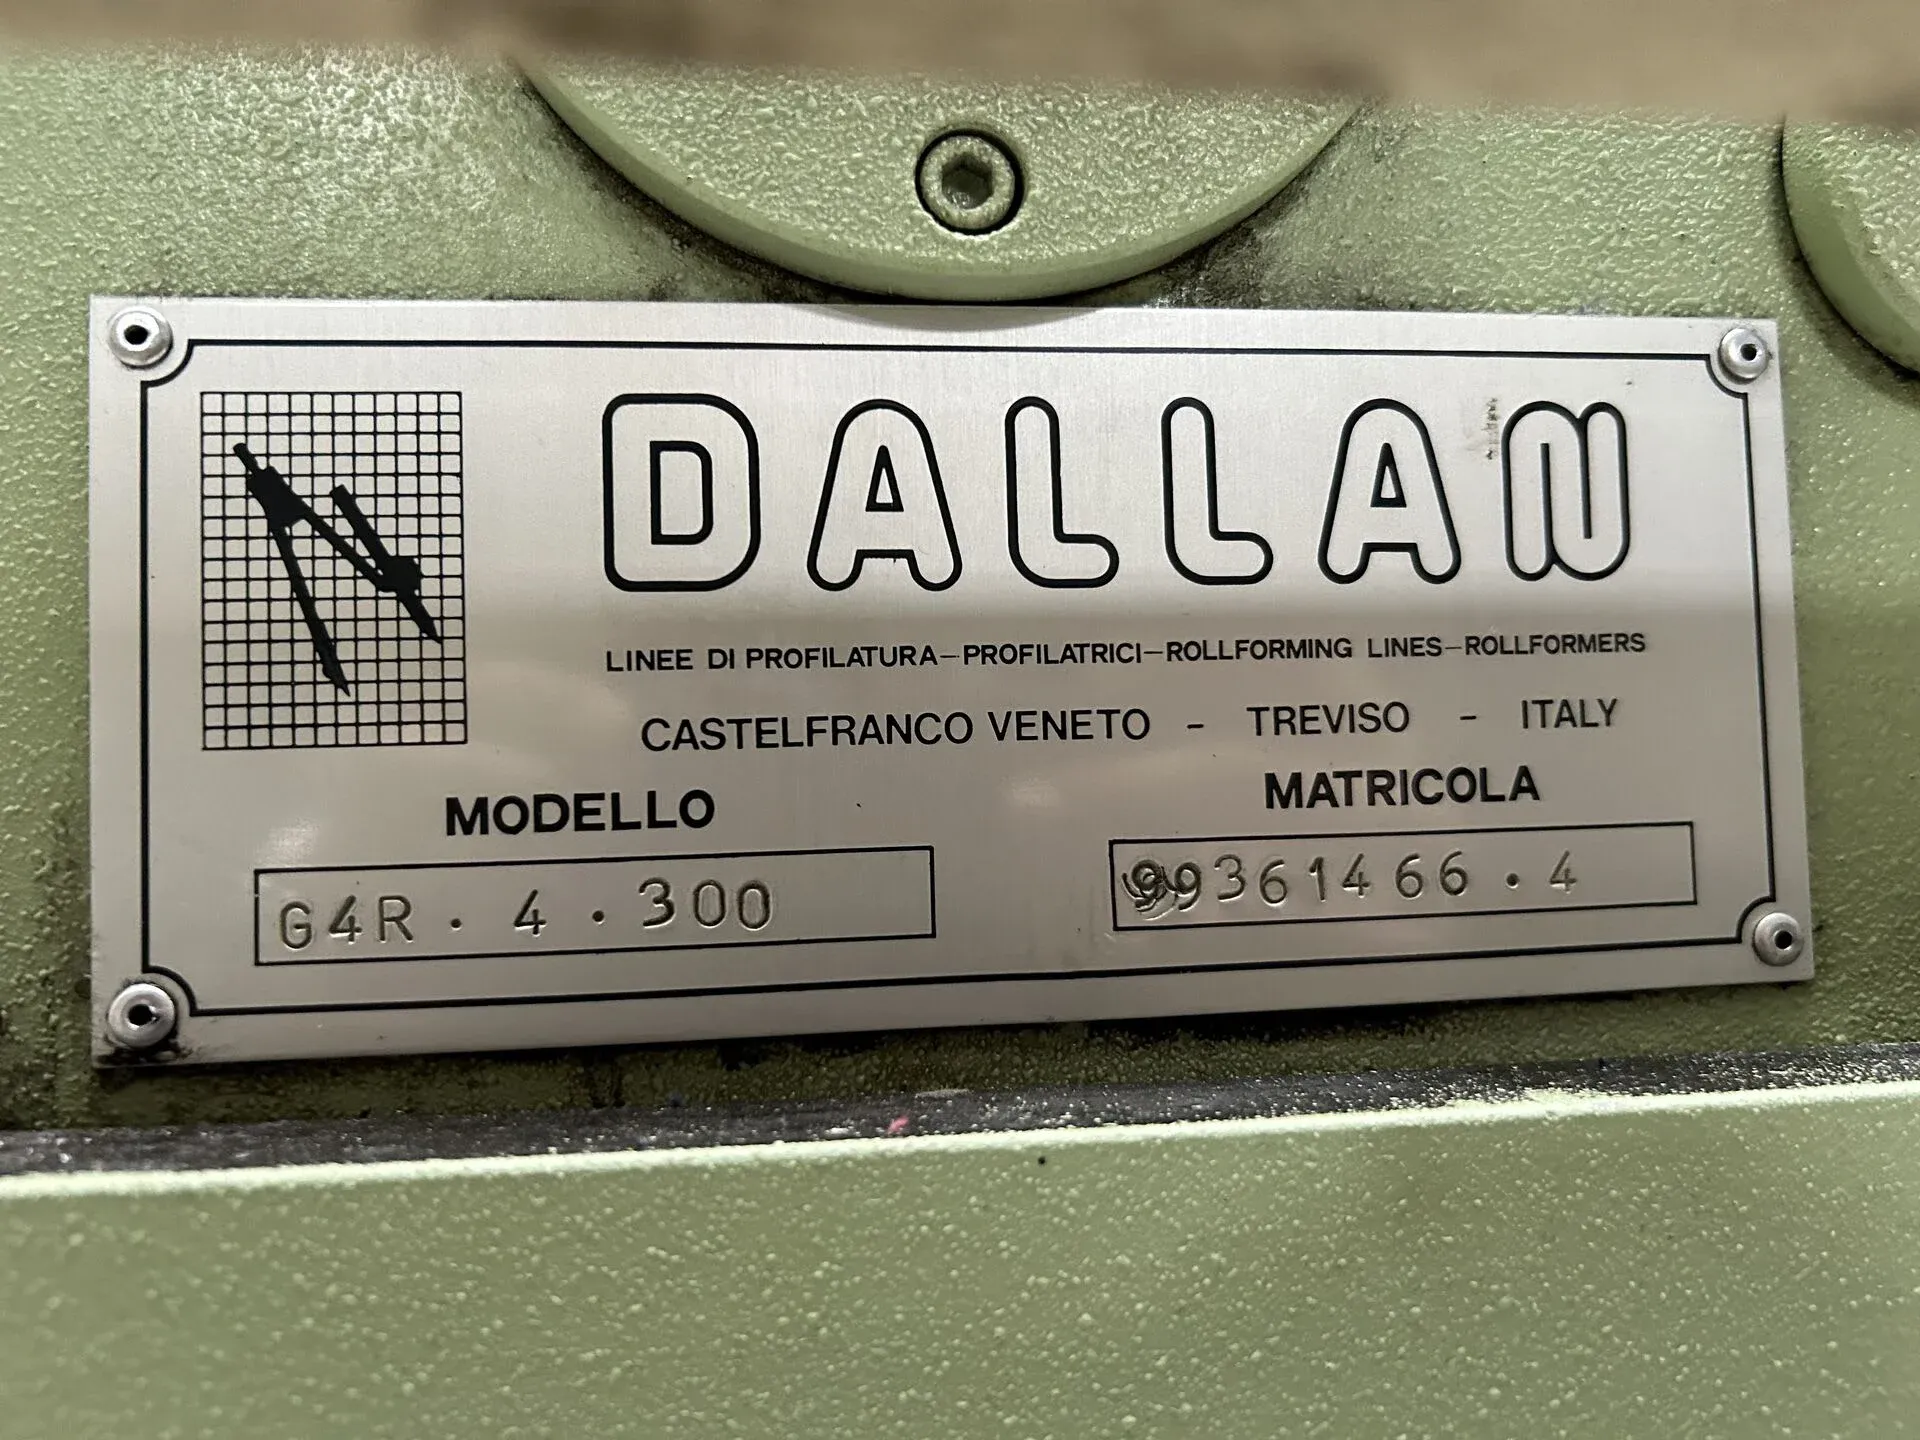 DALLAN
LINEE DI PROFILATURA–PROFILATRICI–ROLLFORMING LINES–ROLLFORMERS
CASTELFRANCO VENETO - TREVISO - ITALY
MODELLO
MATRICOLA
G4R . 4 . 300
99361466 . 4